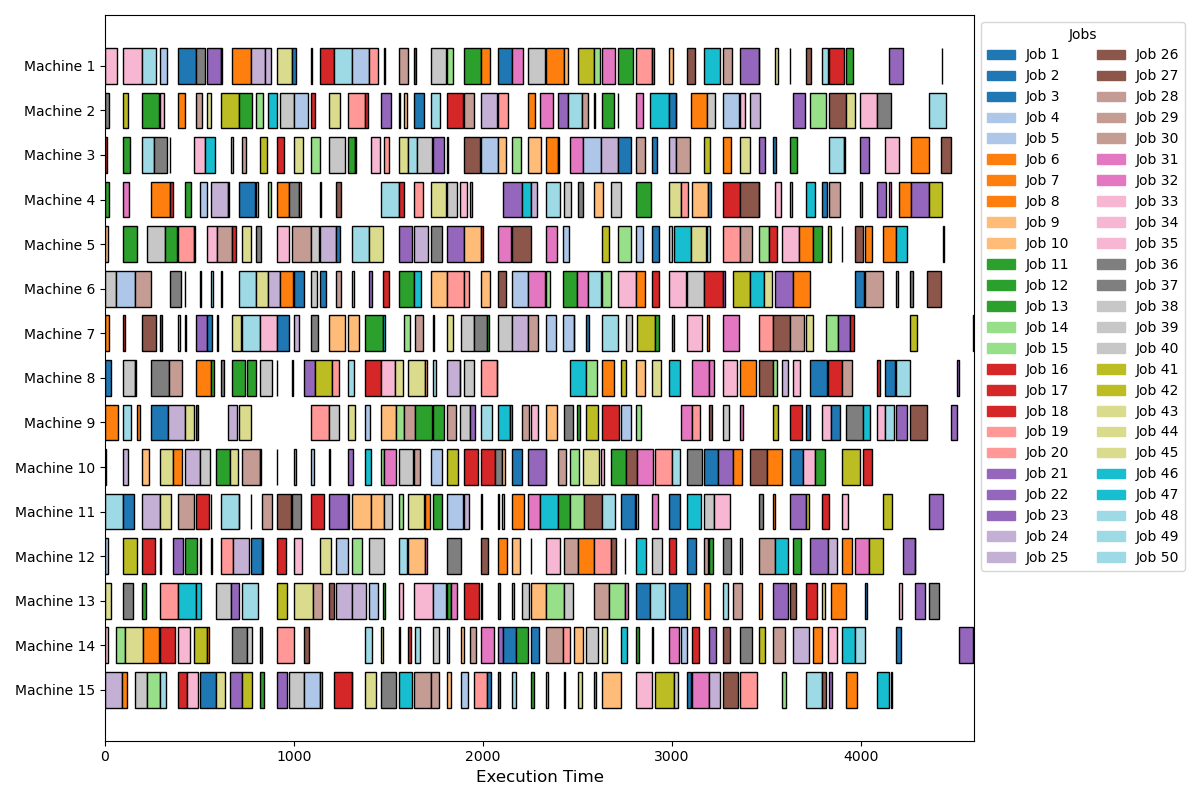 Machine 1
Machine 2
Machine 3
Machine 4
Machine 5
Machine 6
Machine 7
Machine 8
Machine 9
Machine 10
Machine 11
Machine 12
Machine 13
Machine 14
Machine 15
0 1000 2000 3000 4000
Execution Time
Jobs
Job 1
Job 2
Job 3
Job 4
Job 5
Job 6
Job 7
Job 8
Job 9
Job 10
Job 11
Job 12
Job 13
Job 14
Job 15
Job 16
Job 17
Job 18
Job 19
Job 20
Job 21
Job 22
Job 23
Job 24
Job 25
Job 26
Job 27
Job 28
Job 29
Job 30
Job 31
Job 32
Job 33
Job 34
Job 35
Job 36
Job 37
Job 38
Job 39
Job 40
Job 41
Job 42
Job 43
Job 44
Job 45
Job 46
Job 47
Job 48
Job 49
Job 50